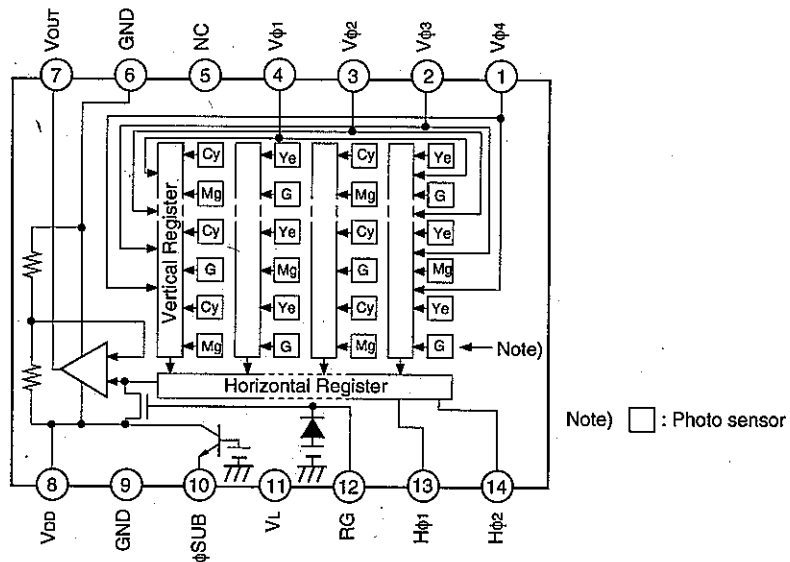 VOUT GND NC Vϕ1 Vϕ2 Vϕ3 Vϕ4
7 6 5 4 3 2 1
Vertical Register
Cy Ye Cy Ye
Mg G Mg G
Cy Ye Cy Ye
G Mg G Mg
Cy Ye Cy Ye
Mg G Mg G Note)
Horizontal Register
Note) : Photo sensor
8 9 10 11 12 13 14
VDD GND ϕSUB VL RG Hϕ1 Hϕ2